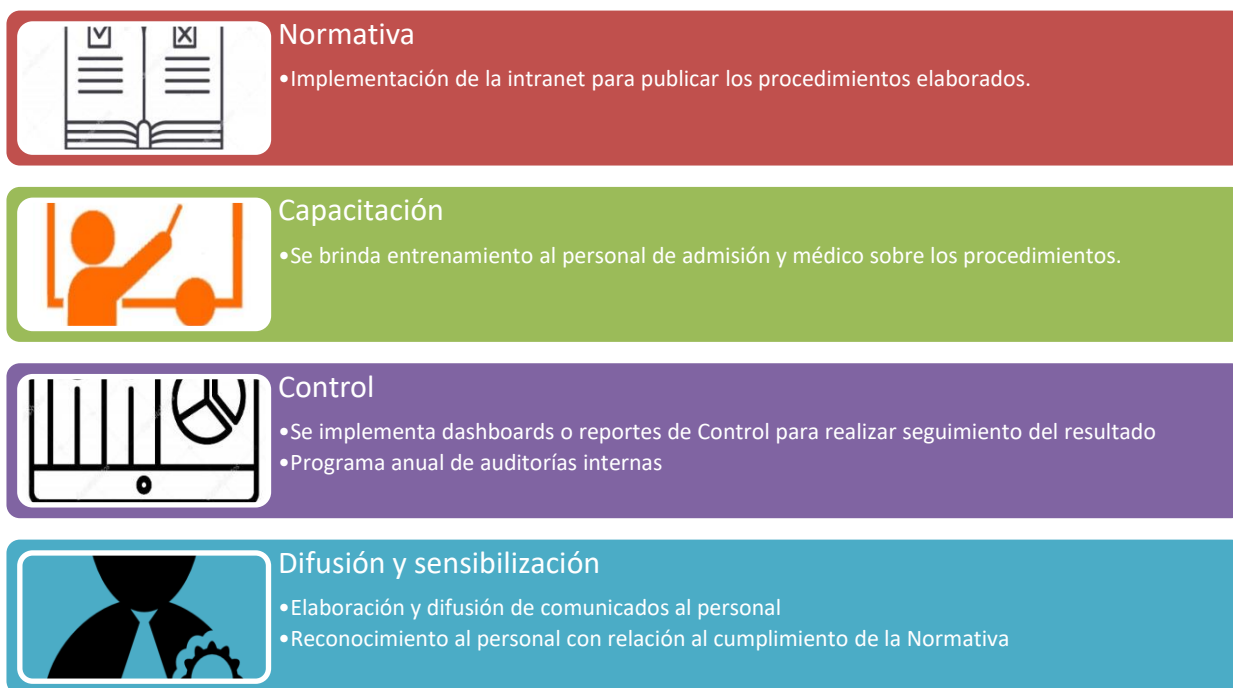 Normativa
•Implementación de la intranet para publicar los procedimientos elaborados.
Capacitación
•Se brinda entrenamiento al personal de admisión y médico sobre los procedimientos.
Control
•Se implementa dashboards o reportes de Control para realizar seguimiento del resultado
•Programa anual de auditorías internas
Difusión y sensibilización
•Elaboración y difusión de comunicados al personal
•Reconocimiento al personal con relación al cumplimiento de la Normativa